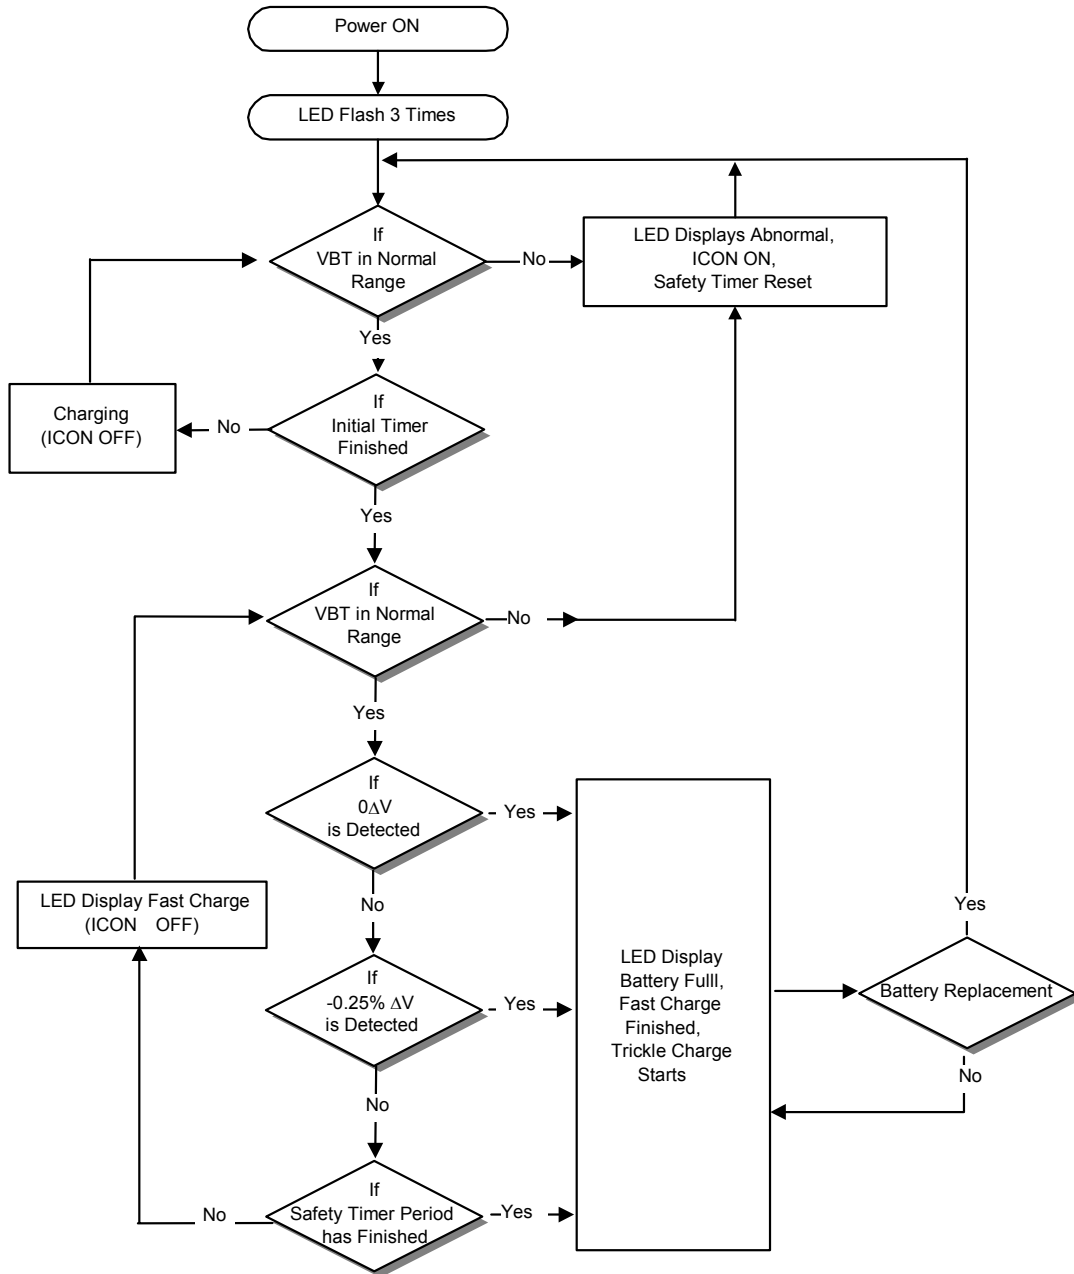 Power ON
LED Flash 3 Times
If
VBT in Normal
Range
No
LED Displays Abnormal,
ICON ON,
Safety Timer Reset
Yes
Charging
(ICON OFF)
No
If
Initial Timer
Finished
Yes
If
VBT in Normal
Range
No
Yes
If
0ΔV
is Detected
Yes
No
LED Display Fast Charge
(ICON OFF)
If
-0.25% ΔV
is Detected
Yes
LED Display
Battery Fulll,
Fast Charge
Finished,
Trickle Charge
Starts
Yes
Battery Replacement
No
No
If
Safety Timer Period
has Finished
No
Yes